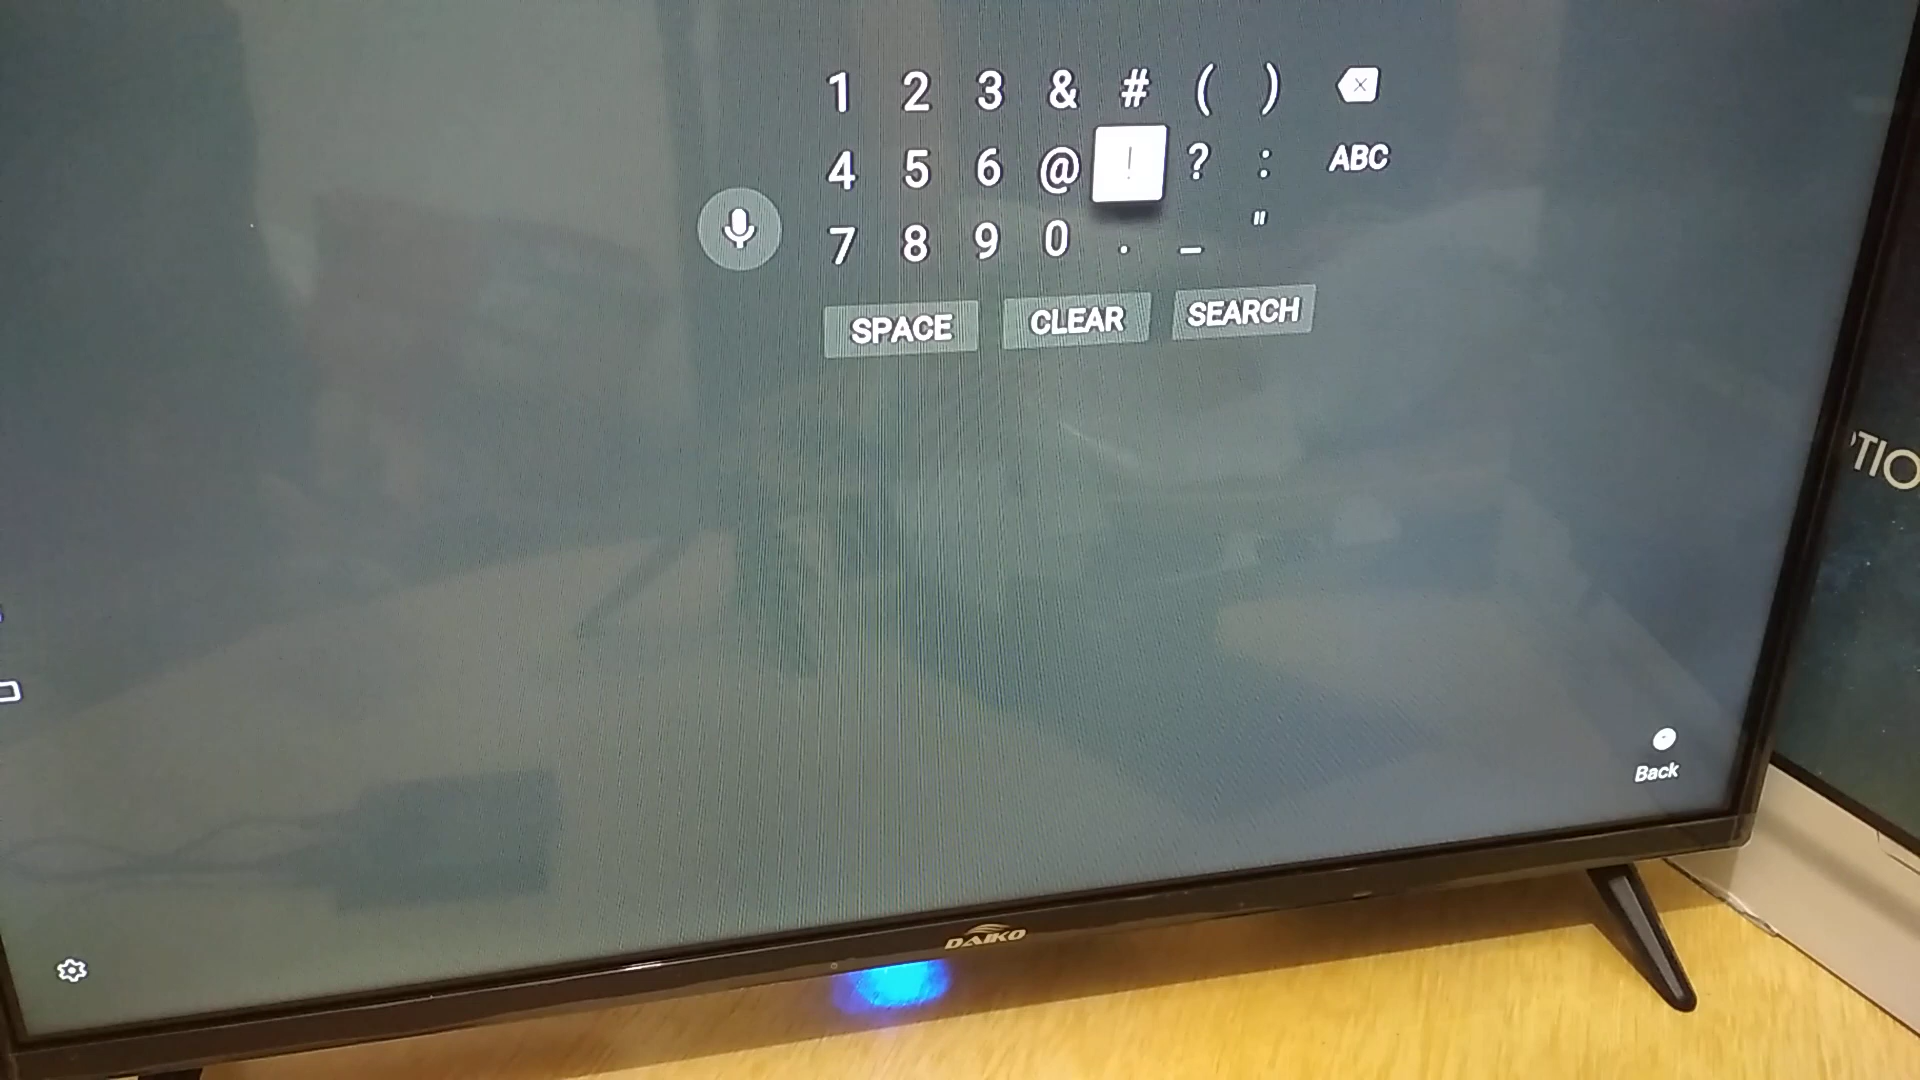 1 2 3 & # ( )
4 5 6 @ ! ? : ABC
7 8 9 0 . _ "
SPACE CLEAR SEARCH
Back
DAIKO